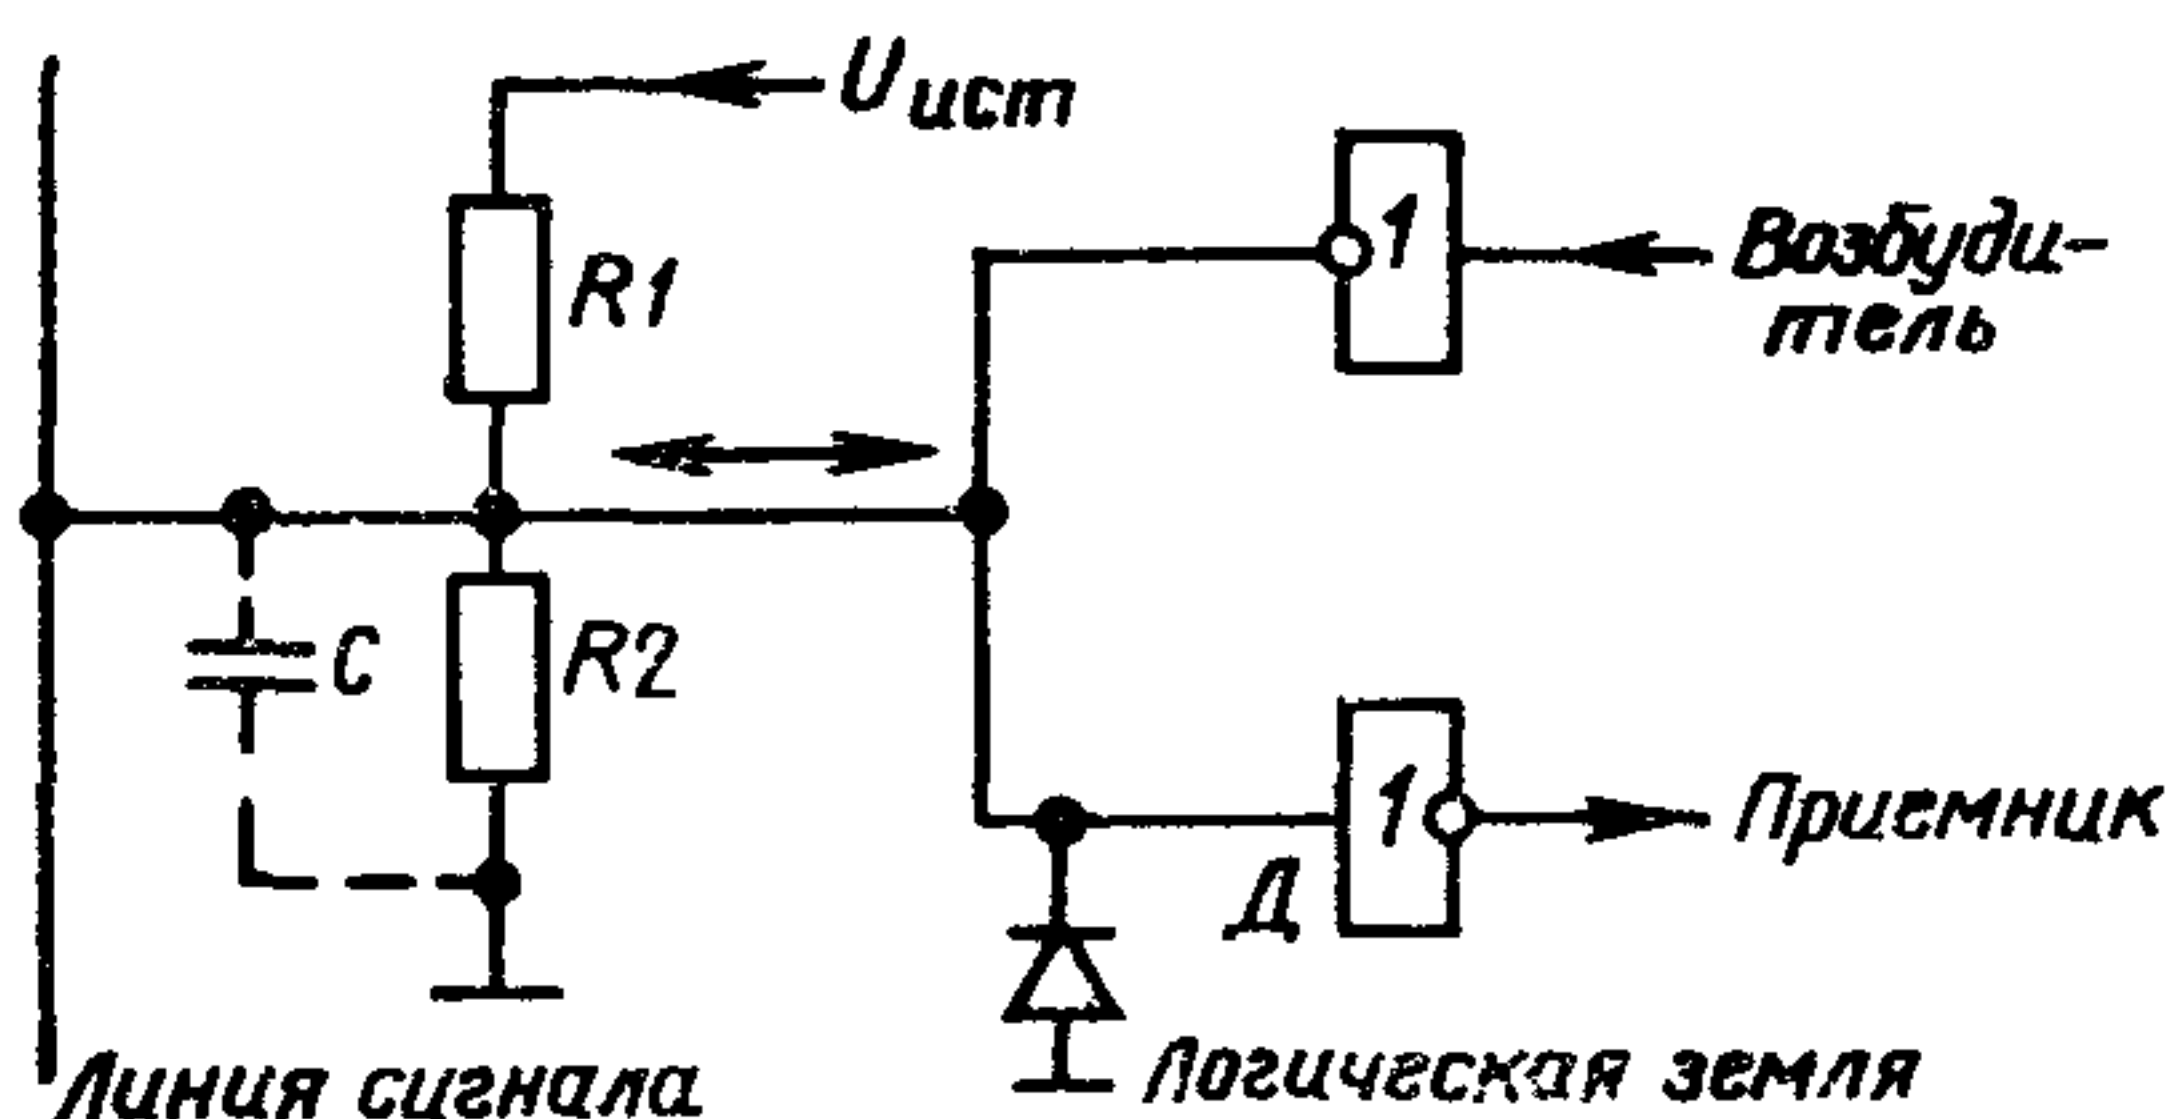 Uист
R1
1
Возбуди-
тель
C
R2
1
Приемник
Д
Логическая земля
Линия сигнала